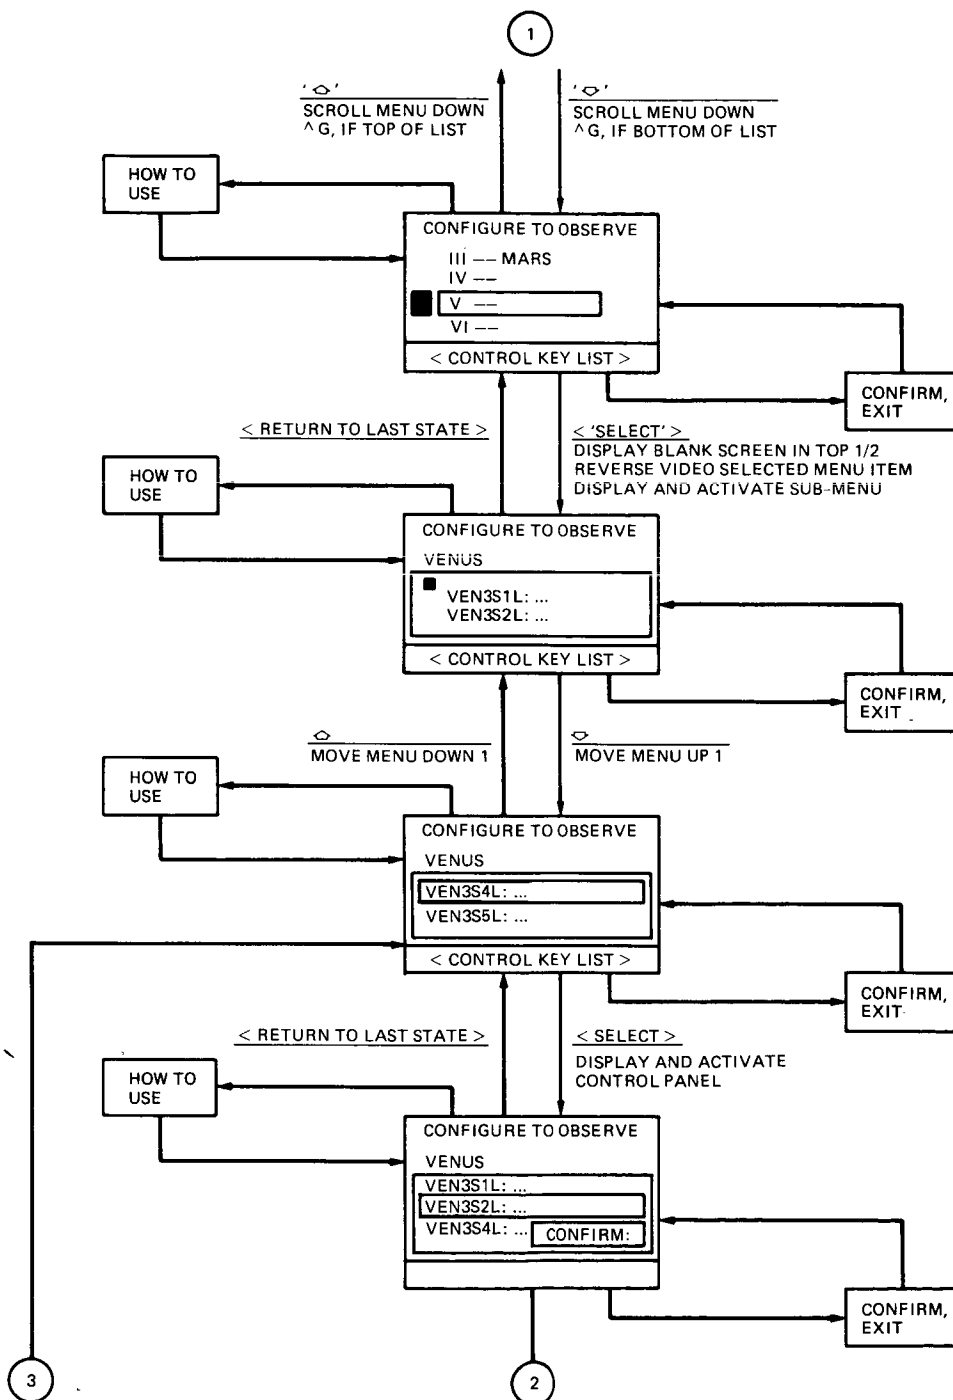 1
' '
SCROLL MENU DOWN
^ G, IF TOP OF LIST
' '
SCROLL MENU DOWN
^ G, IF BOTTOM OF LIST
HOW TO
USE
CONFIGURE TO OBSERVE
III –– MARS
IV ––
V ––
VI ––
< CONTROL KEY LIST >
CONFIRM,
EXIT
< RETURN TO LAST STATE >
< 'SELECT' >
DISPLAY BLANK SCREEN IN TOP 1/2
REVERSE VIDEO SELECTED MENU ITEM
DISPLAY AND ACTIVATE SUB-MENU
HOW TO
USE
CONFIGURE TO OBSERVE
VENUS
VEN3S1L: ...
VEN3S2L: ...
< CONTROL KEY LIST >
CONFIRM,
EXIT
MOVE MENU DOWN 1
MOVE MENU UP 1
HOW TO
USE
CONFIGURE TO OBSERVE
VENUS
VEN3S4L: ...
VEN3S5L: ...
< CONTROL KEY LIST >
CONFIRM,
EXIT
< RETURN TO LAST STATE >
< SELECT >
DISPLAY AND ACTIVATE
CONTROL PANEL
HOW TO
USE
CONFIGURE TO OBSERVE
VENUS
VEN3S1L: ...
VEN3S2L: ...
VEN3S4L: ... CONFIRM:
CONFIRM,
EXIT
3
2